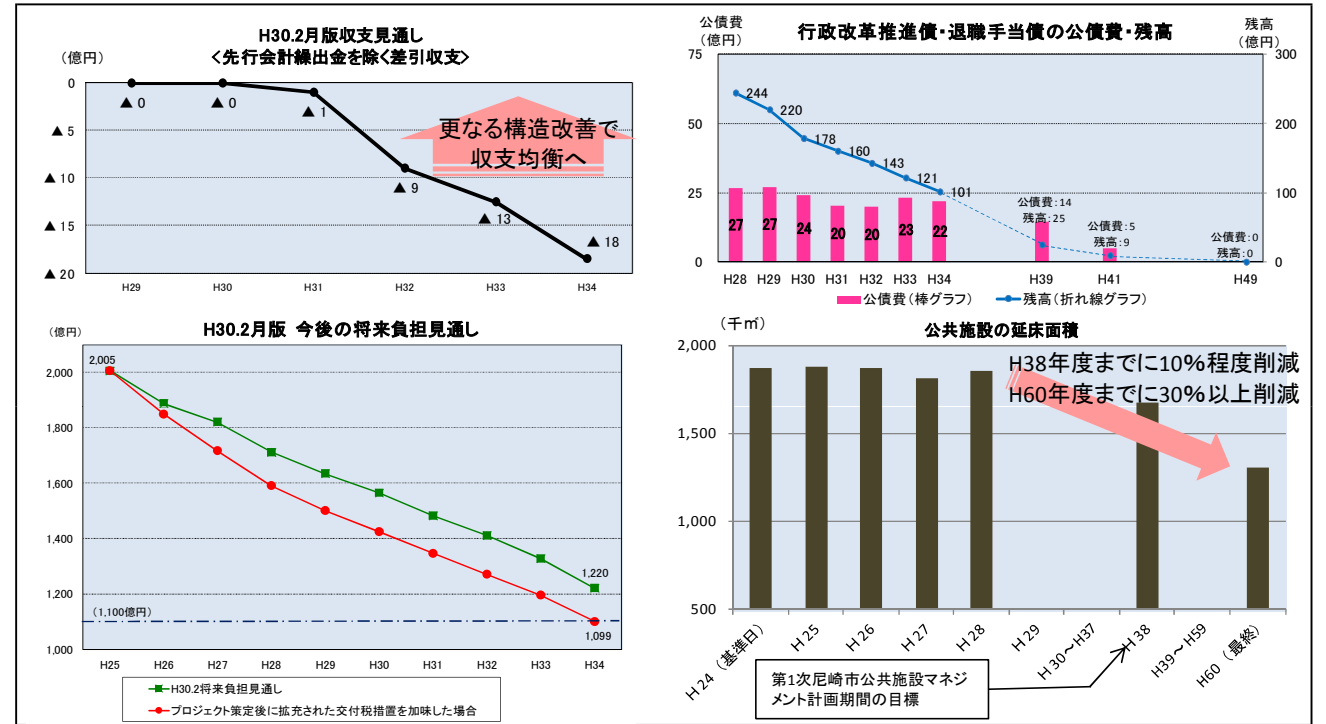 H30.2月版収支見通し
<先行会計繰出金を除く差引収支>
(億円)
0
▲ 5
▲ 10
▲ 15
▲ 20
▲ 0
▲ 0
▲ 1
▲ 9
▲ 13
▲ 18
更なる構造改善で
収支均衡へ
H29 H30 H31 H32 H33 H34
行政改革推進債・退職手当債の公債費・残高
公債費
(億円)
残高
(億円)
75
50
25
0
300
200
100
0
244
220
178
160
143
121
101
27 27 24 20 20 23 22
公債費:14
残高:25
公債費:5
残高:9
公債費:0
残高:0
H28 H29 H30 H31 H32 H33 H34 H39 H41 H49
公債費(棒グラフ) 残高(折れ線グラフ)
H30.2月版 今後の将来負担見通し
(億円)
2,000
1,800
1,600
1,400
1,200
1,000
2,005
1,220
(1,100億円)
1,099
H25 H26 H27 H28 H29 H30 H31 H32 H33 H34
H30.2将来負担見通し
プロジェクト策定後に拡充された交付税措置を加味した場合
公共施設の延床面積
(千㎡)
2,000
1,500
1,000
500
H38年度までに10%程度削減
H60年度までに30%以上削減
H24(基準日) H25 H26 H27 H28 H29 H30~H37 H38 H39~H59 H60(最終)
第1次尼崎市公共施設マネジ
メント計画期間の目標